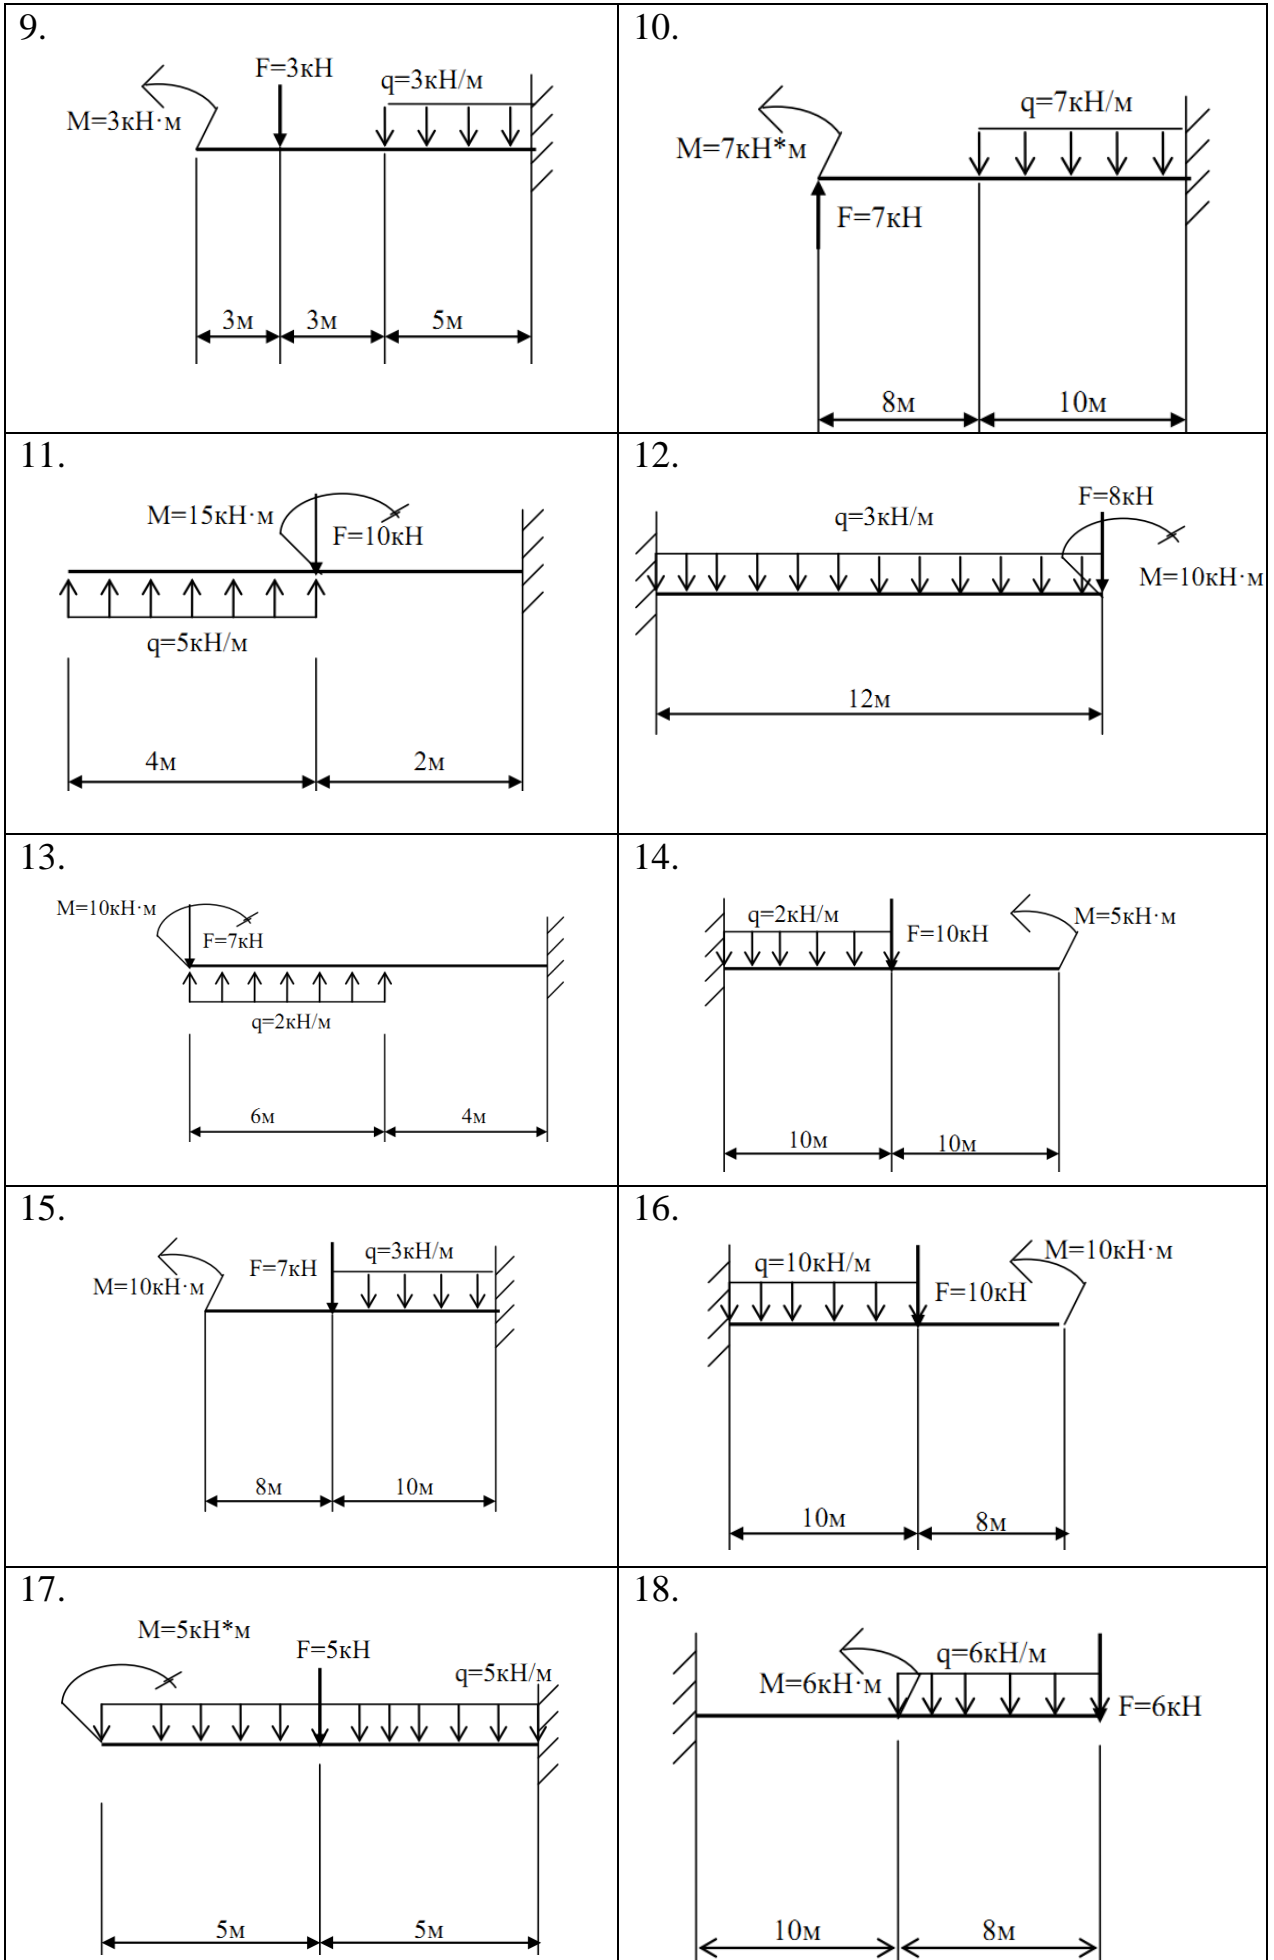 9.
F=3кН
q=3кН/м
M=3кН·м
3м
3м
5м
10.
q=7кН/м
M=7кН*м
F=7кН
8м
10м
11.
M=15кН·м
F=10кН
q=5кН/м
4м
2м
12.
F=8кН
q=3кН/м
M=10кН·м
12м
13.
M=10кН·м
F=7кН
q=2кН/м
6м
4м
14.
q=2кН/м
F=10кН
M=5кН·м
10м
10м
15.
q=3кН/м
F=7кН
M=10кН·м
8м
10м
16.
M=10кН·м
q=10кН/м
F=10кН
10м
8м
17.
M=5кН*м
F=5кН
q=5кН/м
5м
5м
18.
q=6кН/м
M=6кН·м
F=6кН
10м
8м